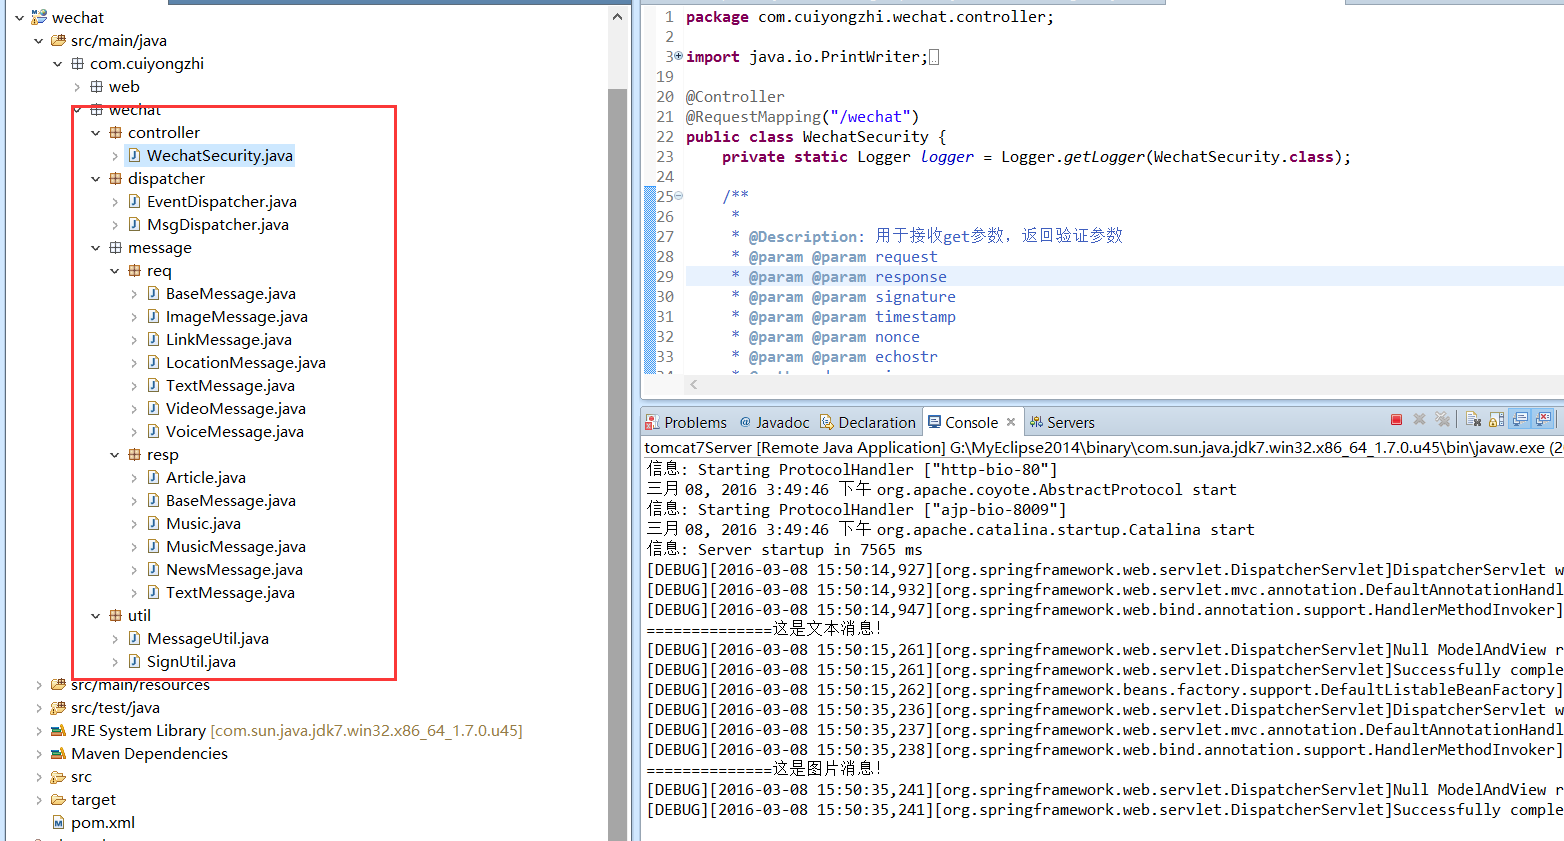 wechat
src/main/java
com.cuiyongzhi
web
wechat
controller
WechatSecurity.java
dispatcher
EventDispatcher.java
MsgDispatcher.java
message
req
BaseMessage.java
ImageMessage.java
LinkMessage.java
LocationMessage.java
TextMessage.java
VideoMessage.java
VoiceMessage.java
resp
Article.java
BaseMessage.java
Music.java
MusicMessage.java
NewsMessage.java
TextMessage.java
util
MessageUtil.java
SignUtil.java
src/main/resources
src/test/java
JRE System Library [com.sun.java.jdk7.win32.x86_64_1.7.0.u45]
Maven Dependencies
src
target
pom.xml
1 package com.cuiyongzhi.wechat.controller;
2
3 import java.io.PrintWriter;
19
20 @Controller
21 @RequestMapping("/wechat")
22 public class WechatSecurity {
23 private static Logger logger = Logger.getLogger(WechatSecurity.class);
24
25 /**
26 *
27 * @Description: 用于接收get参数，返回验证参数
28 * @param @param request
29 * @param @param response
30 * @param @param signature
31 * @param @param timestamp
32 * @param @param nonce
33 * @param @param echostr
Problems @ Javadoc Declaration Console Servers
tomcat7Server [Remote Java Application] G:\MyEclipse2014\binary\com.sun.java.jdk7.win32.x86_64_1.7.0.u45\bin\javaw.exe (2
信息: Starting ProtocolHandler ["http-bio-80"]
三月 08, 2016 3:49:46 下午 org.apache.coyote.AbstractProtocol start
信息: Starting ProtocolHandler ["ajp-bio-8009"]
三月 08, 2016 3:49:46 下午 org.apache.catalina.startup.Catalina start
信息: Server startup in 7565 ms
[DEBUG][2016-03-08 15:50:14,927][org.springframework.web.servlet.DispatcherServlet]DispatcherServlet w
[DEBUG][2016-03-08 15:50:14,932][org.springframework.web.servlet.mvc.annotation.DefaultAnnotationHandl
[DEBUG][2016-03-08 15:50:14,947][org.springframework.web.bind.annotation.support.HandlerMethodInvoker]
==============这是文本消息！
[DEBUG][2016-03-08 15:50:15,261][org.springframework.web.servlet.DispatcherServlet]Null ModelAndView r
[DEBUG][2016-03-08 15:50:15,261][org.springframework.web.servlet.DispatcherServlet]Successfully comple
[DEBUG][2016-03-08 15:50:15,262][org.springframework.beans.factory.support.DefaultListableBeanFactory]
[DEBUG][2016-03-08 15:50:35,236][org.springframework.web.servlet.DispatcherServlet]DispatcherServlet w
[DEBUG][2016-03-08 15:50:35,237][org.springframework.web.servlet.mvc.annotation.DefaultAnnotationHandl
[DEBUG][2016-03-08 15:50:35,238][org.springframework.web.bind.annotation.support.HandlerMethodInvoker]
==============这是图片消息！
[DEBUG][2016-03-08 15:50:35,241][org.springframework.web.servlet.DispatcherServlet]Null ModelAndView r
[DEBUG][2016-03-08 15:50:35,241][org.springframework.web.servlet.DispatcherServlet]Successfully comple